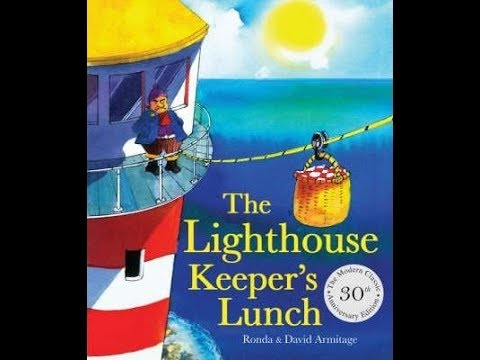 The
Lighthouse
Keeper's
Lunch
The Modern Classic
30th
Anniversary Edition
Ronda & David Armitage